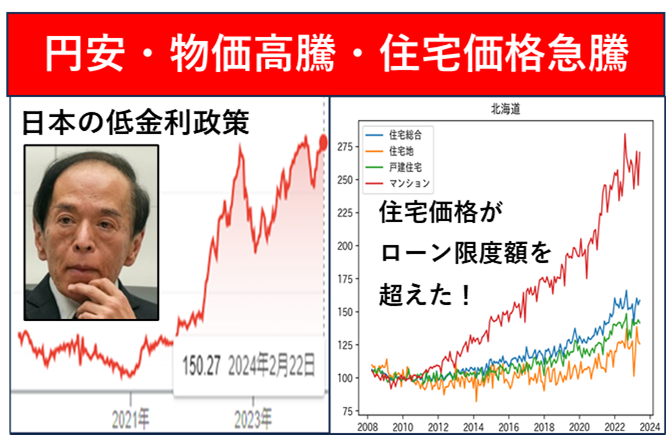 円安・物価高騰・住宅価格急騰
日本の低金利政策
150.27 2024年2月22日
2021年
2023年
北海道
住宅総合
住宅地
戸建住宅
マンション
住宅価格が
ローン限度額を
超えた！
275
250
225
200
175
150
125
100
75
2008
2010
2012
2014
2016
2018
2020
2022
2024